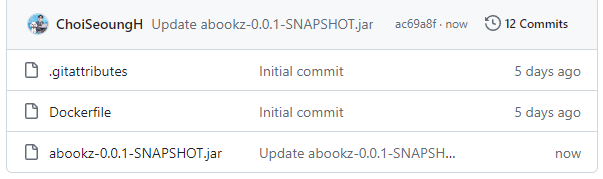 ChoiSeoungH Update abookz-0.0.1-SNAPSHOT.jar ac69a8f · now 12 Commits
.gitattributes Initial commit 5 days ago
Dockerfile Initial commit 5 days ago
abookz-0.0.1-SNAPSHOT.jar Update abookz-0.0.1-SNAPSH... now